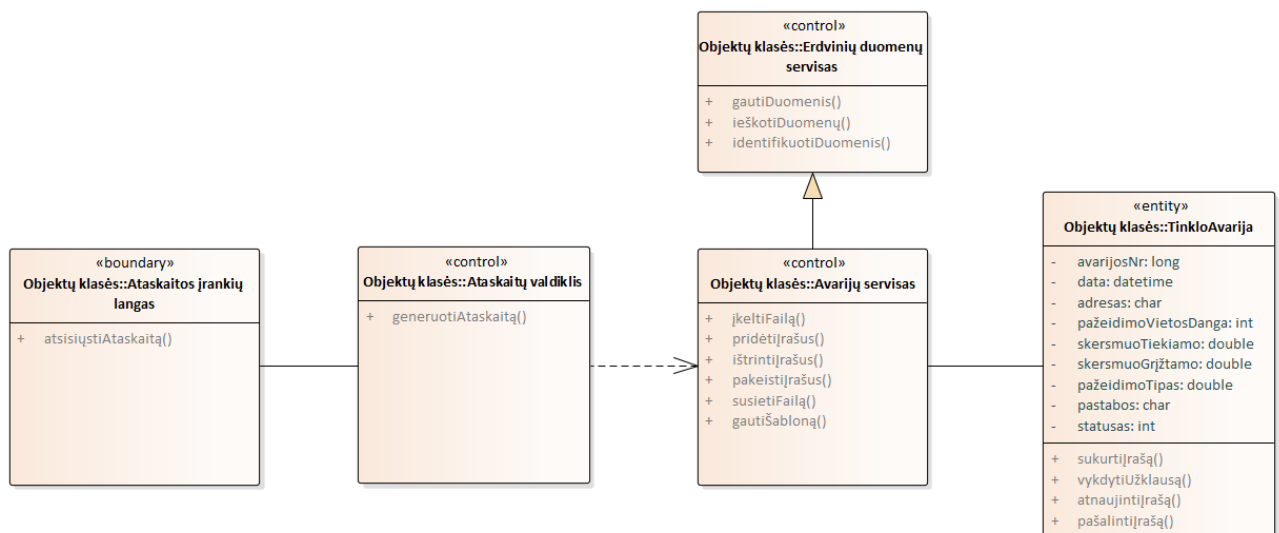 «control»
Objektų klasės::Erdvinių duomenų
servisas
+ gautiDuomenis()
+ ieškotiDuomenų()
+ identifikuotiDuomenis()
«boundary»
Objektų klasės::Ataskaitos įrankių
langas
+ atsisiųstiAtaskaitą()
«control»
Objektų klasės::Ataskaitų valdiklis
+ generuotiAtaskaitą()
«control»
Objektų klasės::Avarijų servisas
+ įkeltiFailą()
+ pridėtiĮrašus()
+ ištrintiĮrašus()
+ pakeistiĮrašus()
+ susietiFailą()
+ gautiŠabloną()
«entity»
Objektų klasės::TinkloAvarija
- avarijosNr: long
- data: datetime
- adresas: char
- pažeidimoVietosDanga: int
- skersmuoTiekiamo: double
- skersmuoGrįžtamo: double
- pažeidimoTipas: double
- pastabos: char
- statusas: int
+ sukurtiĮrašą()
+ vykdytiUžklausą()
+ atnaujintiĮrašą()
+ pašalintiĮrašą()